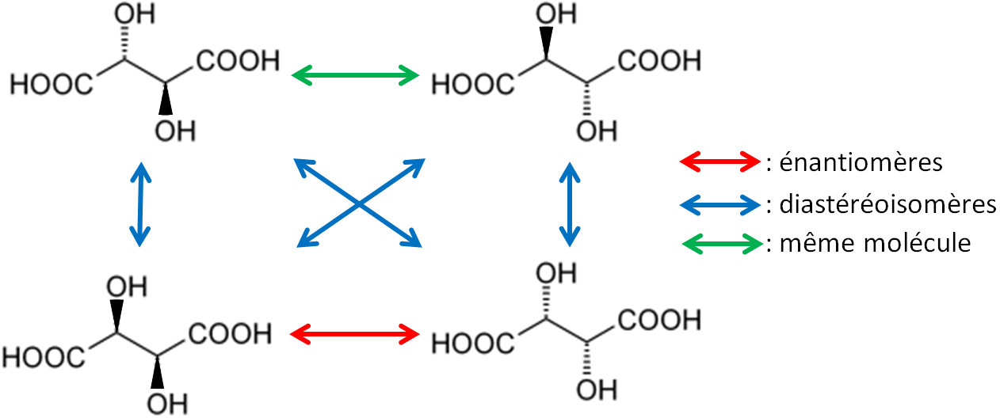 OH
OH
HOOC
COOH
HOOC
COOH
OH
OH
: énantiomères
: diastéréoisomères
: même molécule
OH
OH
HOOC
COOH
HOOC
COOH
OH
OH